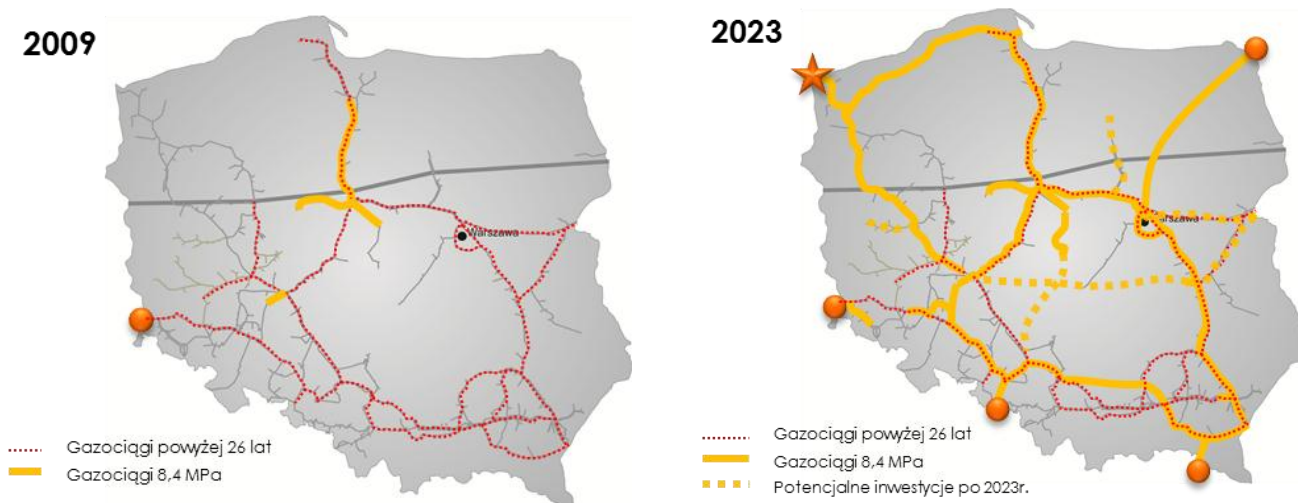 2009
Warszawa
Gazociągi powyżej 26 lat
Gazociągi 8,4 MPa
2023
arszawa
Gazociągi powyżej 26 lat
Gazociągi 8,4 MPa
Potencjalne inwestycje po 2023r.